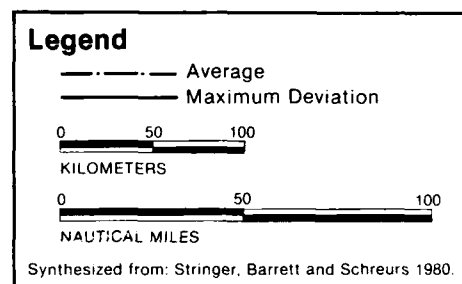 Legend
Average
Maximum Deviation
0 50 100
KILOMETERS
0 50 100
NAUTICAL MILES
Synthesized from: Stringer, Barrett and Schreurs 1980.